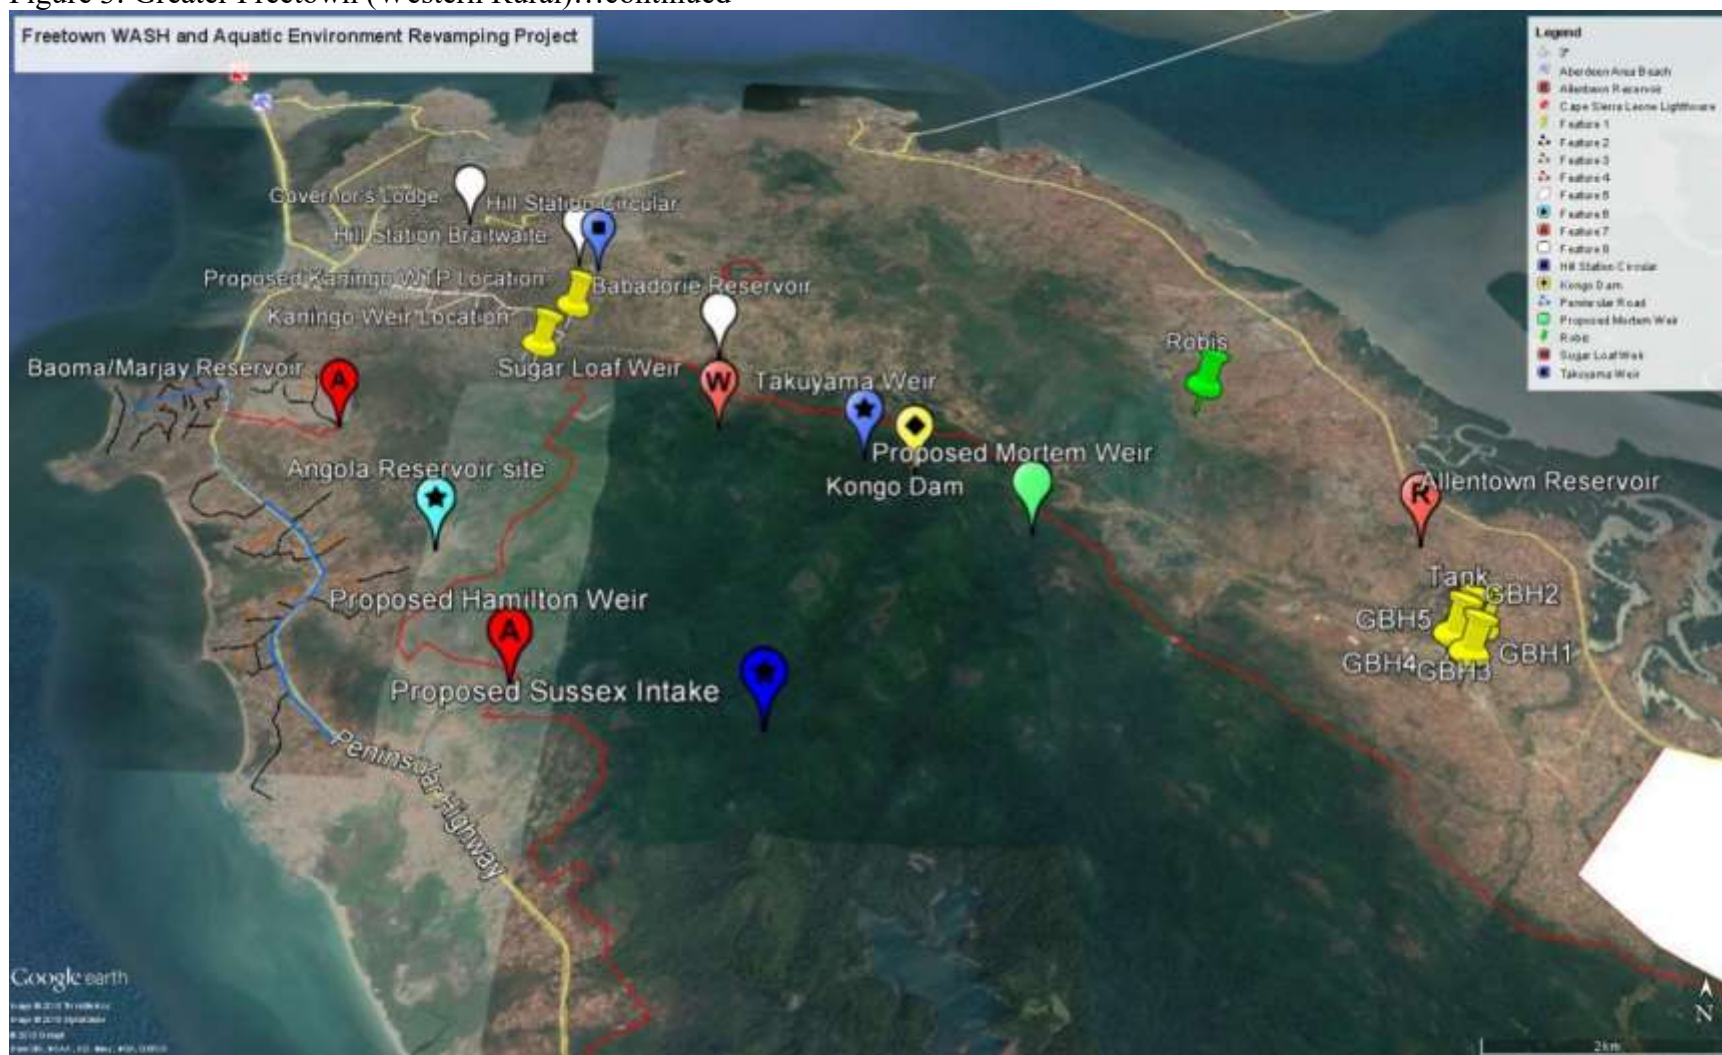 Figure 3: Greater Freetown (Western Rural)…continued
Freetown WASH and Aquatic Environment Revamping Project
Legend
3°
Aberdeen Area Beach
Allentown Reservoir
Cape Sierra Leone Lighthouse
Feature 1
Feature 2
Feature 3
Feature 4
Feature 5
Feature 6
Feature 7
Feature 8
Hill Station Circular
Kongo Dam
Peninsular Road
Proposed Mortem Weir
Robis
Sugar Loaf Weir
Takuyama Weir
Governor's Lodge
Hill Station Circular
Hill Station Braitwaite
Proposed Kaningo WTP Location
Babadorie Reservoir
Kaningo Weir Location
Robis
Baoma/Marjay Reservoir
A
Sugar Loaf Weir
W
Takuyama Weir
Proposed Mortem Weir
Angola Reservoir site
Kongo Dam
R
Allentown Reservoir
Tank
GBH2
Proposed Hamilton Weir
GBH5
A
GBH1
GBH4
GBH3
Proposed Sussex Intake
Peninsular Highway
Google earth
N
2 km